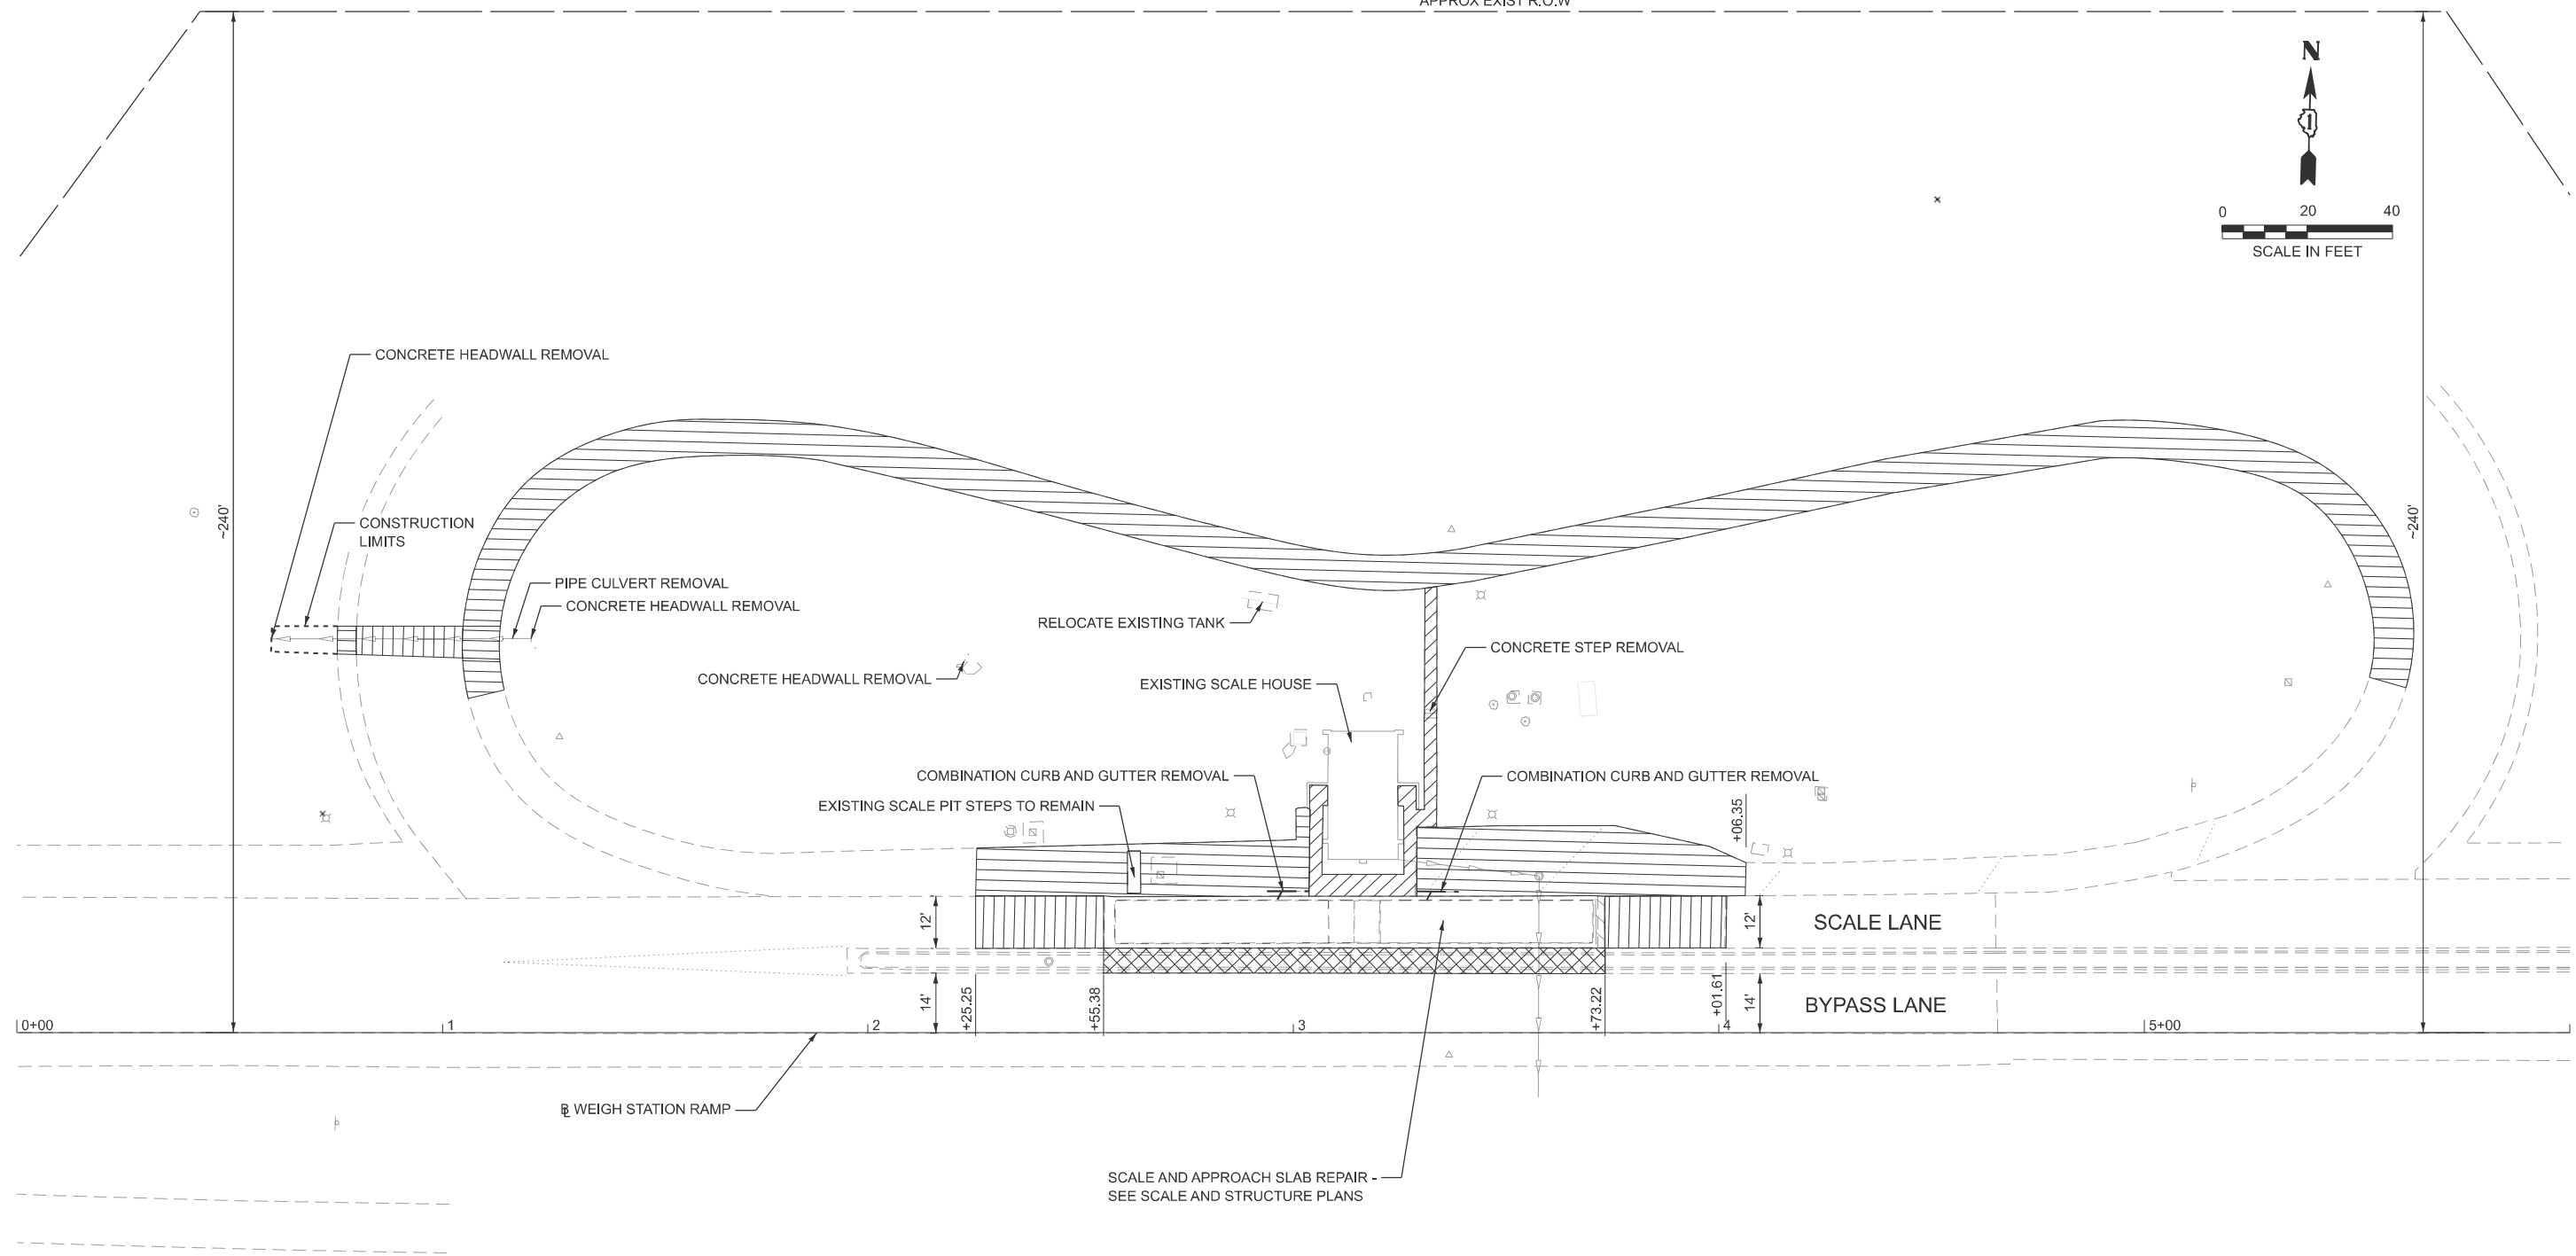 APPROX EXIST R.O.W
N
0 20 40
SCALE IN FEET
CONCRETE HEADWALL REMOVAL
~240'
~240'
CONSTRUCTION
LIMITS
PIPE CULVERT REMOVAL
CONCRETE HEADWALL REMOVAL
RELOCATE EXISTING TANK
CONCRETE STEP REMOVAL
CONCRETE HEADWALL REMOVAL
EXISTING SCALE HOUSE
COMBINATION CURB AND GUTTER REMOVAL
COMBINATION CURB AND GUTTER REMOVAL
EXISTING SCALE PIT STEPS TO REMAIN
+06.35
12'
12'
SCALE LANE
14'
+25.25
+55.38
+73.22
+01.61
14'
BYPASS LANE
0+00 1 2 3 4 5+00
BL WEIGH STATION RAMP
SCALE AND APPROACH SLAB REPAIR -
SEE SCALE AND STRUCTURE PLANS